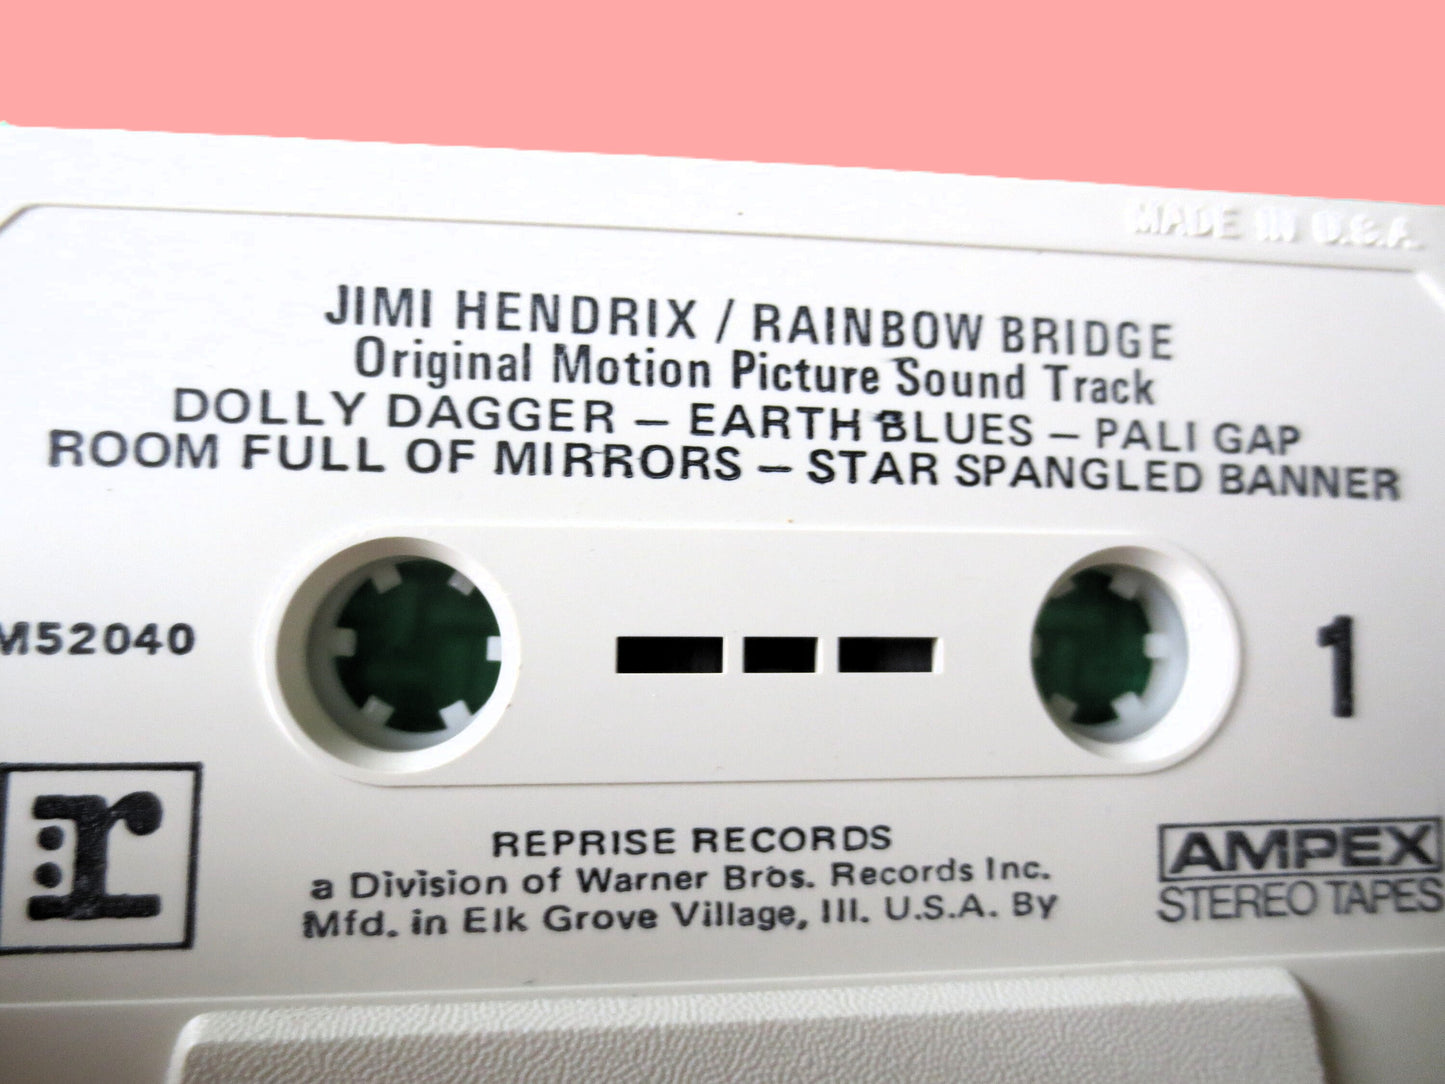 MADE IN U.S.A.
JIMI HENDRIX / RAINBOW BRIDGE
Original Motion Picture Sound Track
DOLLY DAGGER — EARTH BLUES — PALI GAP
ROOM FULL OF MIRRORS — STAR SPANGLED BANNER
M52040
1
r
REPRISE RECORDS
a Division of Warner Bros. Records Inc.
Mfd. in Elk Grove Village, Ill. U.S.A. By
AMPEX
STEREO TAPES